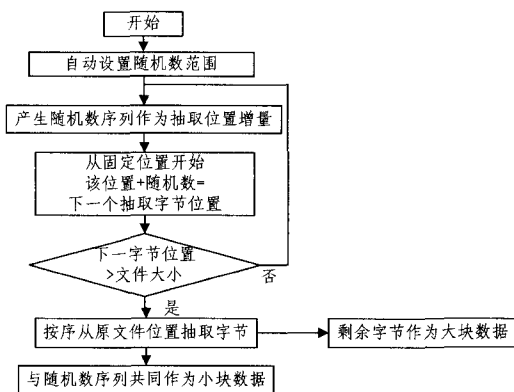 开始
自动设置随机数范围
产生随机数序列作为抽取位置增量
从固定位置开始
该位置+随机数=
下一个抽取字节位置
下一字节位置
>文件大小
否
是
按序从原文件位置抽取字节
剩余字节作为大块数据
与随机数序列共同作为小块数据